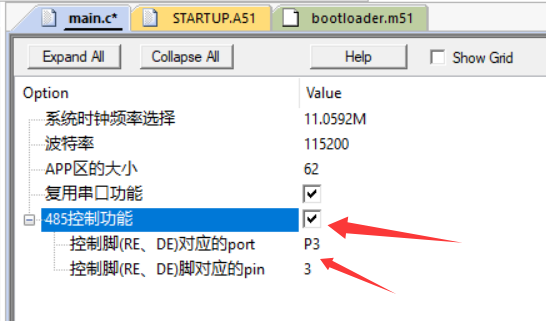 main.c* STARTUP.A51 bootloader.m51
Expand All Collapse All Help Show Grid
Option Value
系统时钟频率选择 11.0592M
波特率 115200
APP区的大小 62
复用串口功能
485控制功能
控制脚(RE、DE)对应的port P3
控制脚(RE、DE)脚对应的pin 3